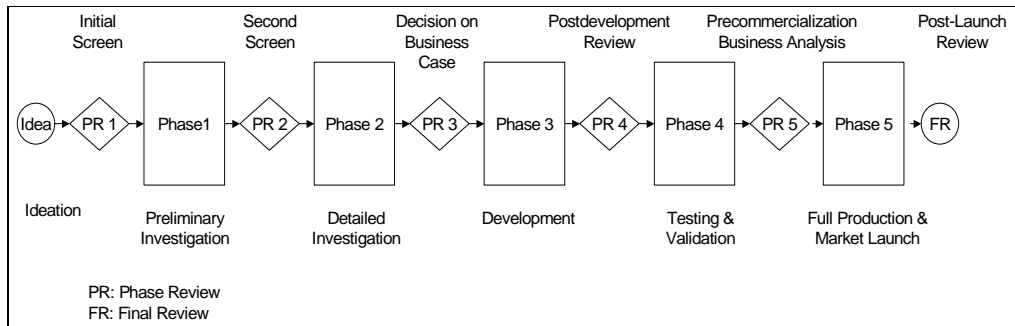 Initial
Screen
Second
Screen
Decision on
Business
Case
Postdevelopment
Review
Precommercialization
Business Analysis
Post-Launch
Review
Idea
PR 1
Phase1
PR 2
Phase 2
PR 3
Phase 3
PR 4
Phase 4
PR 5
Phase 5
FR
Ideation
Preliminary
Investigation
Detailed
Investigation
Development
Testing &
Validation
Full Production &
Market Launch
PR: Phase Review
FR: Final Review